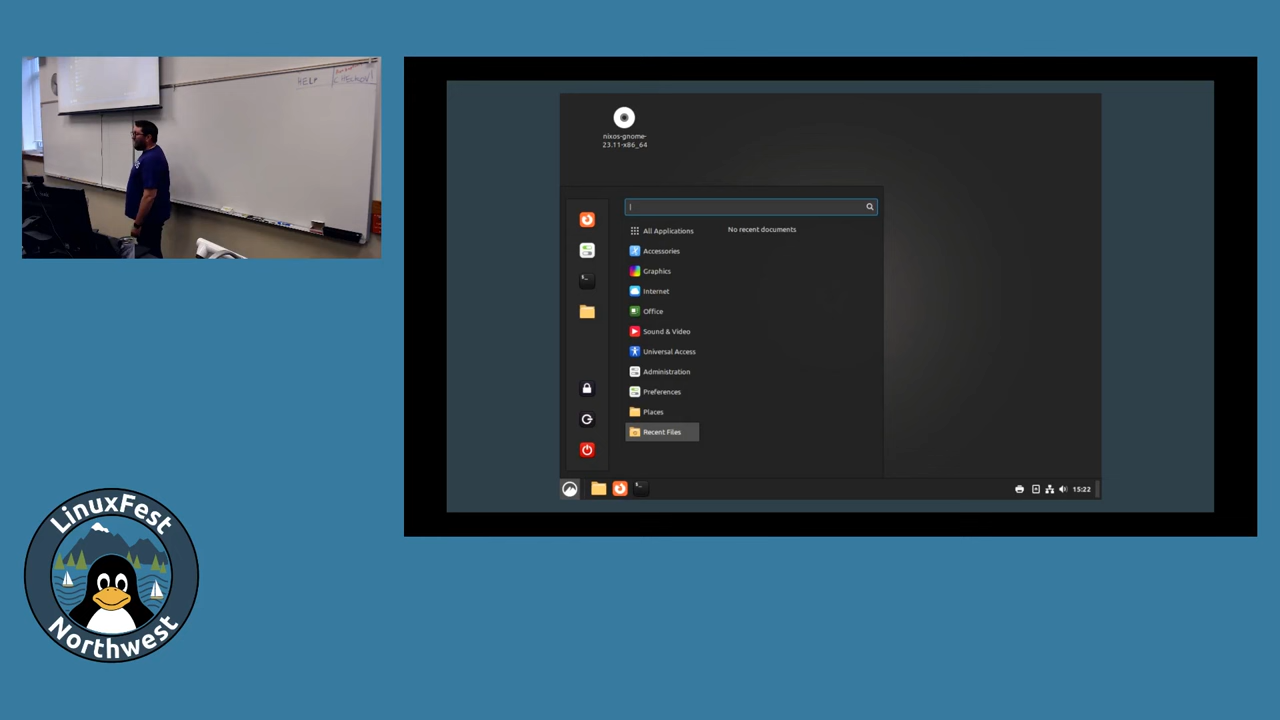 HELP
nixos-gnome-
23.11-x86_64
All Applications
No recent documents
Accessories
Graphics
Internet
Office
Sound & Video
Universal Access
Administration
Preferences
Places
Recent Files
15:22
LinuxFest
Northwest